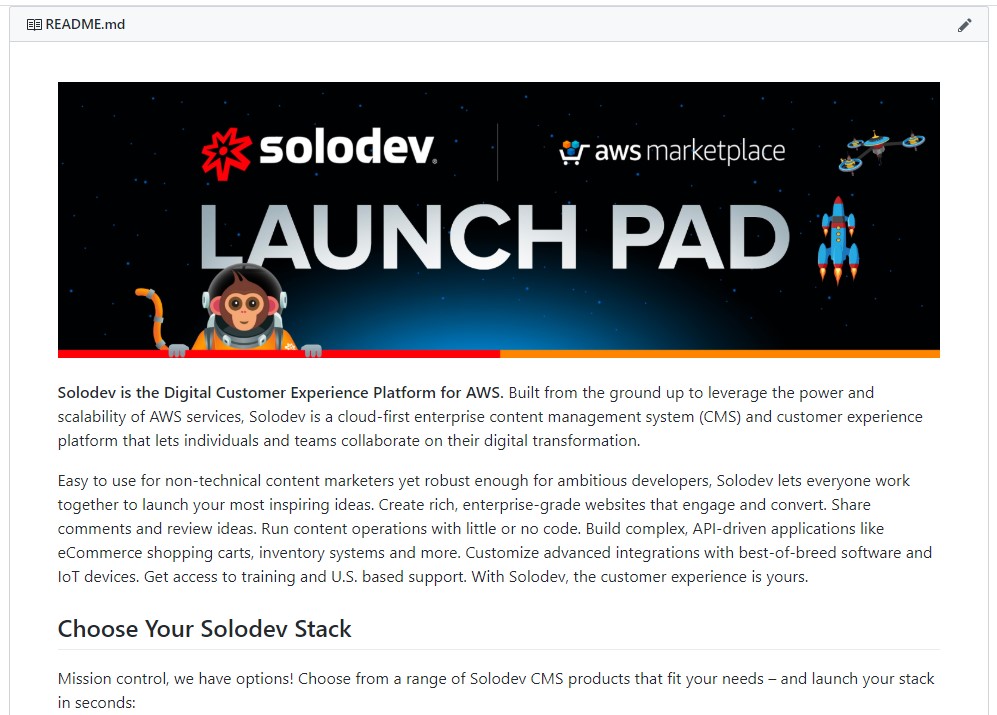 README.md
solodev
aws marketplace
LAUNCH PAD
Solodev is the Digital Customer Experience Platform for AWS. Built from the ground up to leverage the power and
scalability of AWS services, Solodev is a cloud-first enterprise content management system (CMS) and customer experience
platform that lets individuals and teams collaborate on their digital transformation.
Easy to use for non-technical content marketers yet robust enough for ambitious developers, Solodev lets everyone work
together to launch your most inspiring ideas. Create rich, enterprise-grade websites that engage and convert. Share
comments and review ideas. Run content operations with little or no code. Build complex, API-driven applications like
eCommerce shopping carts, inventory systems and more. Customize advanced integrations with best-of-breed software and
IoT devices. Get access to training and U.S. based support. With Solodev, the customer experience is yours.
Choose Your Solodev Stack
Mission control, we have options! Choose from a range of Solodev CMS products that fit your needs – and launch your stack
in seconds: